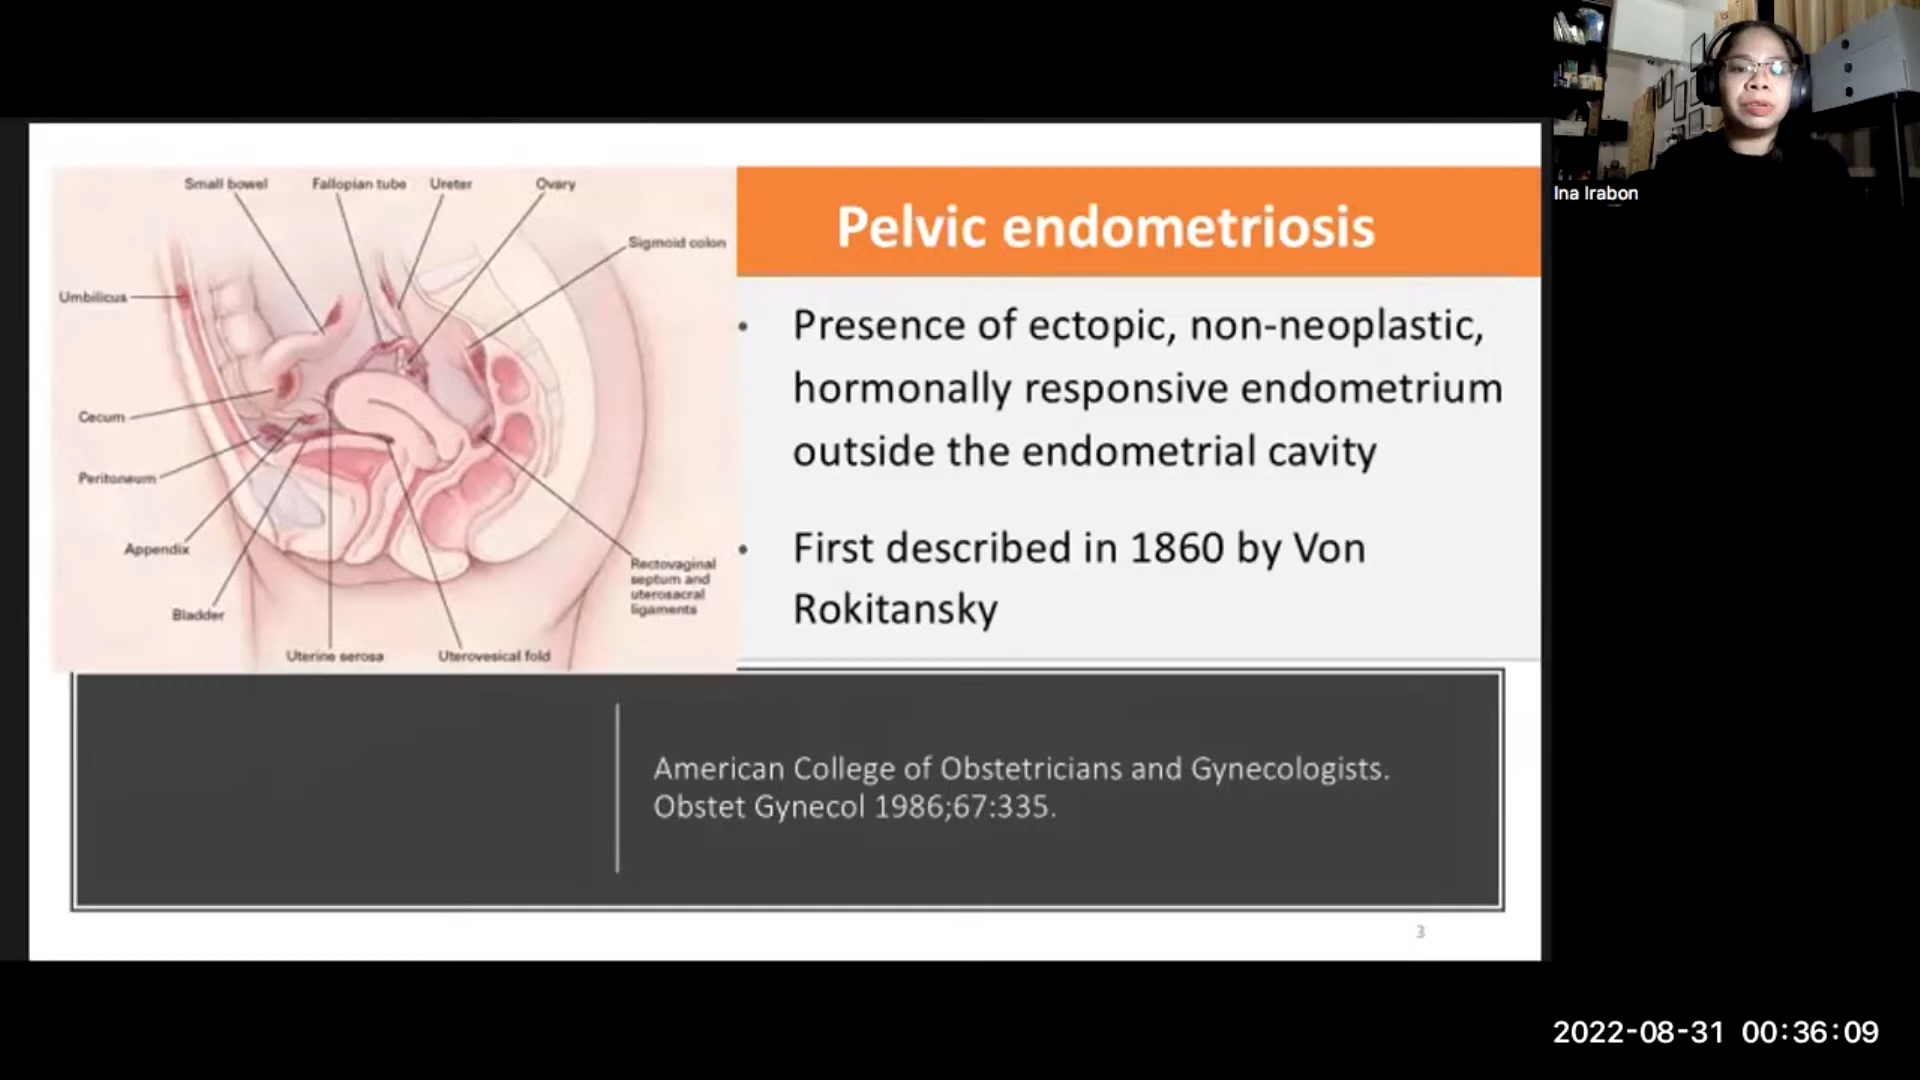 Ina Irabon
Small bowel
Fallopian tube
Ureter
Ovary
Sigmoid colon
Umbilicus
Cecum
Peritoneum
Appendix
Bladder
Uterine serosa
Uterovesical fold
Rectovaginal
septum and
uterosacral
ligaments
Pelvic endometriosis
• Presence of ectopic, non-neoplastic,
hormonally responsive endometrium
outside the endometrial cavity
• First described in 1860 by Von
Rokitansky
American College of Obstetricians and Gynecologists.
Obstet Gynecol 1986;67:335.
3
2022-08-31 00:36:09